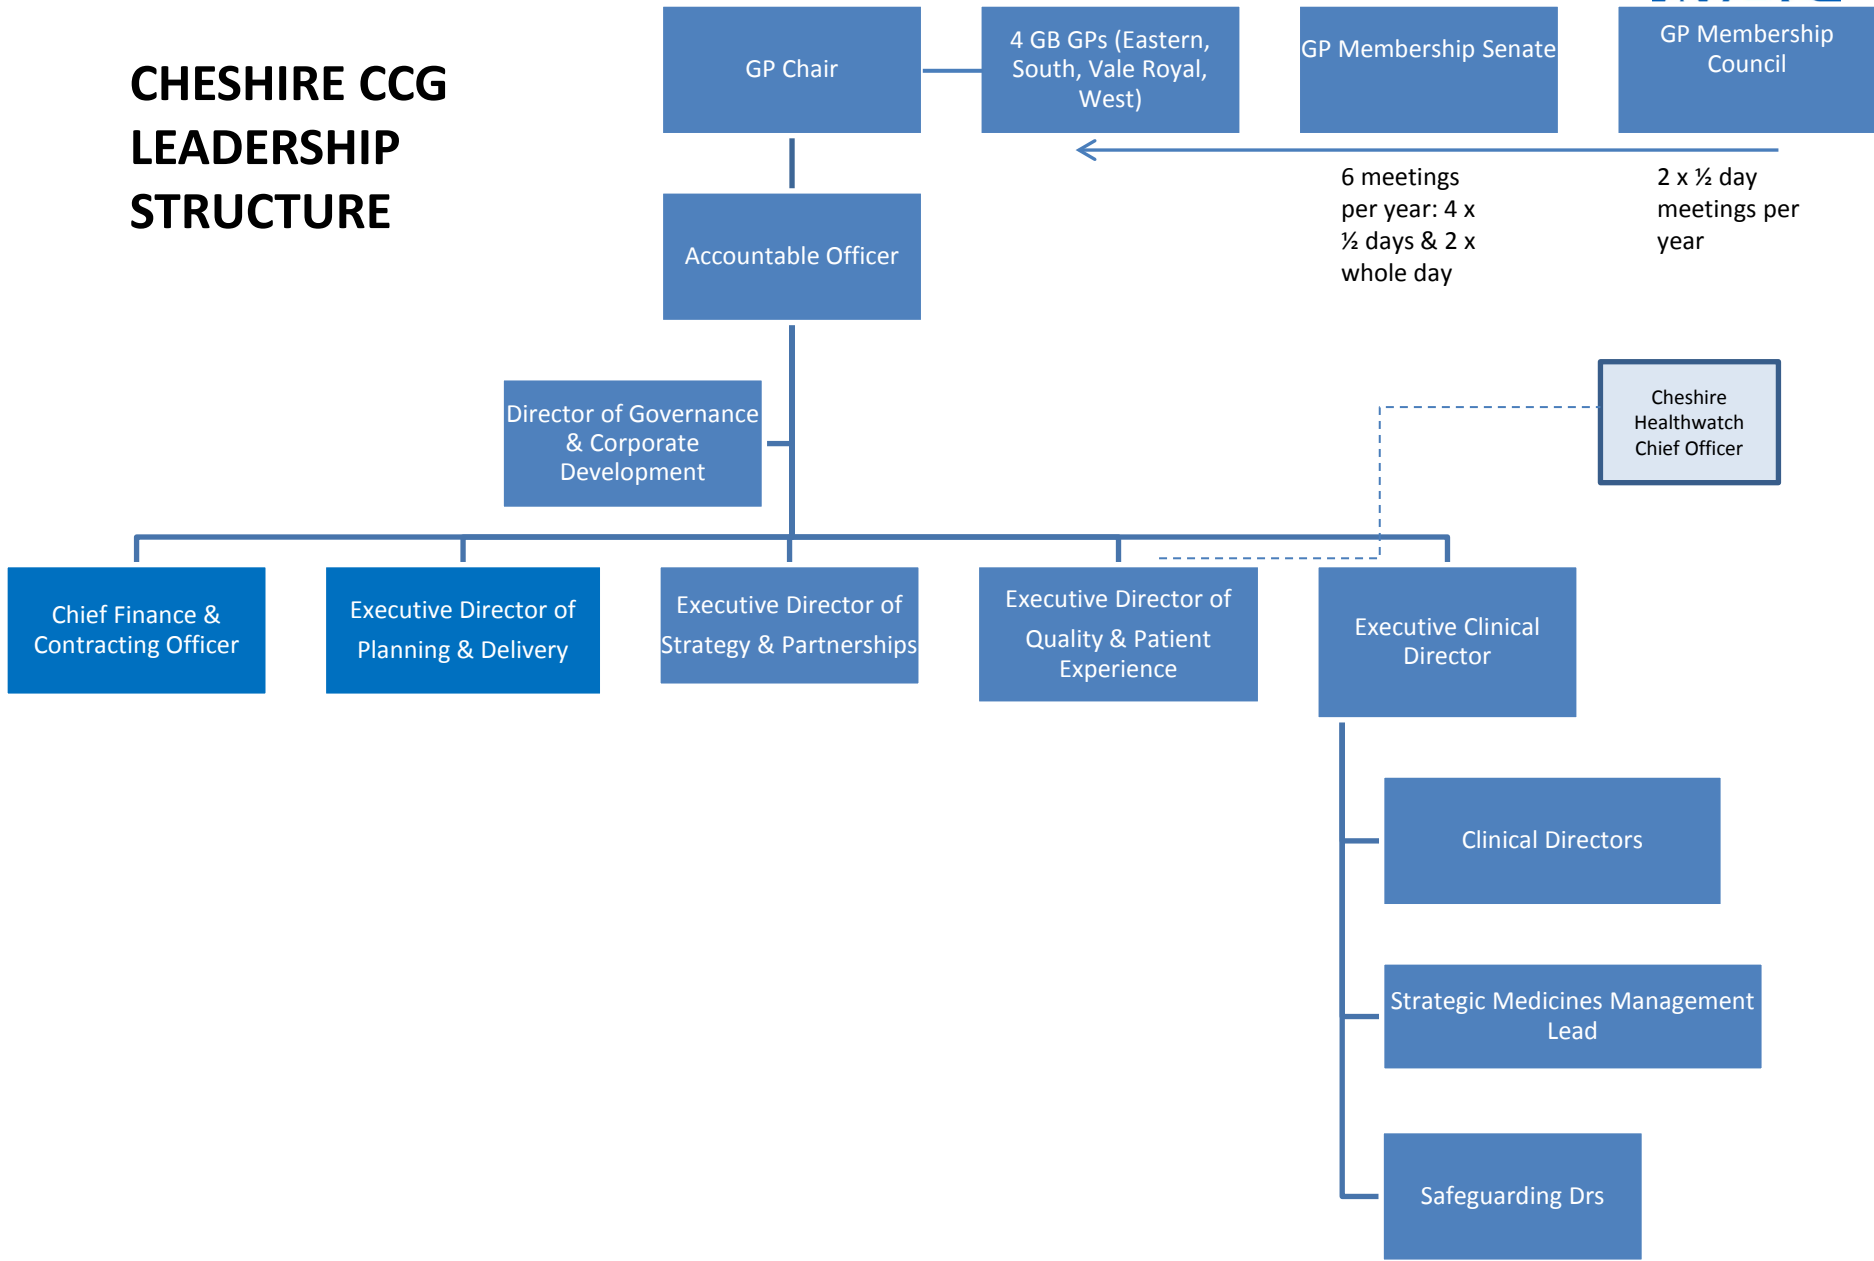 CHESHIRE CCG
LEADERSHIP
STRUCTURE
GP Chair
4 GB GPs (Eastern,
South, Vale Royal,
West)
GP Membership Senate
GP Membership
Council
6 meetings
per year: 4 x
½ days & 2 x
whole day
2 x ½ day
meetings per
year
Accountable Officer
Cheshire
Healthwatch
Chief Officer
Director of Governance
& Corporate
Development
Chief Finance &
Contracting Officer
Executive Director of
Planning & Delivery
Executive Director of
Strategy & Partnerships
Executive Director of
Quality & Patient
Experience
Executive Clinical
Director
Clinical Directors
Strategic Medicines Management
Lead
Safeguarding Drs